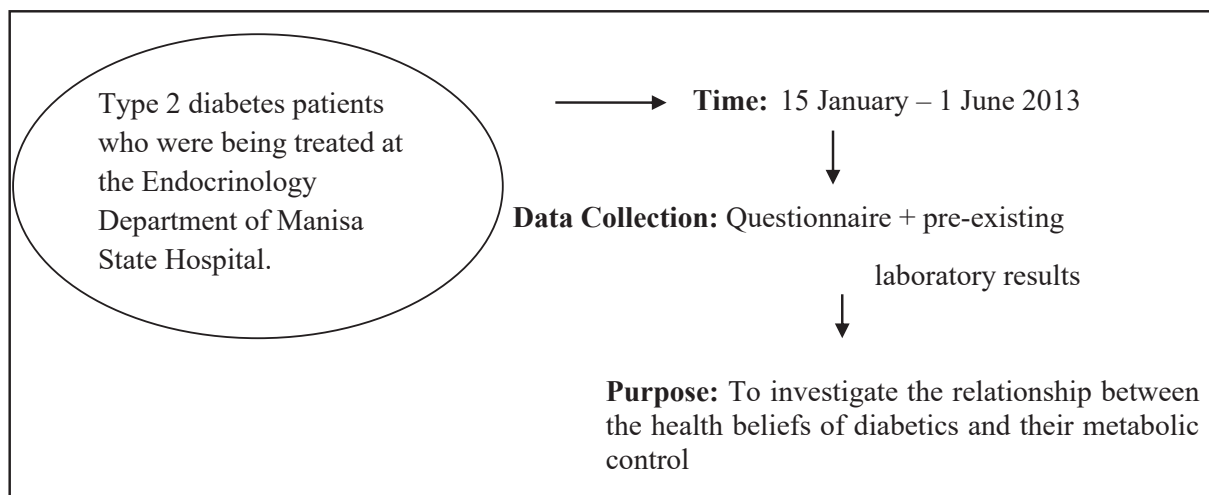 Type 2 diabetes patients
who were being treated at
the Endocrinology
Department of Manisa
State Hospital.
Time: 15 January – 1 June 2013
Data Collection: Questionnaire + pre-existing
laboratory results
Purpose: To investigate the relationship between
the health beliefs of diabetics and their metabolic
control